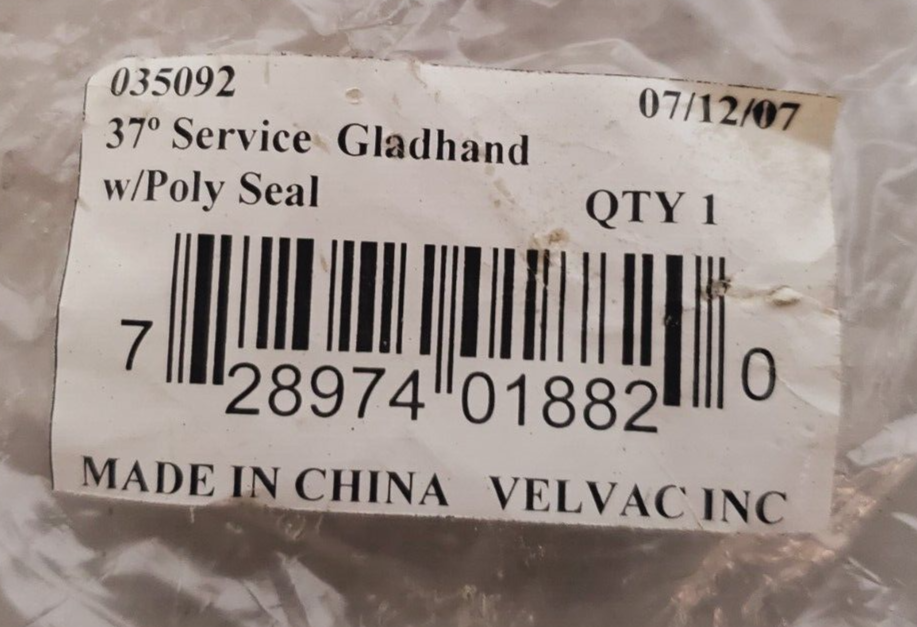 035092 07/12/07
37º Service Gladhand
w/Poly Seal QTY 1
7 28974 01882 0
MADE IN CHINA VELVAC INC